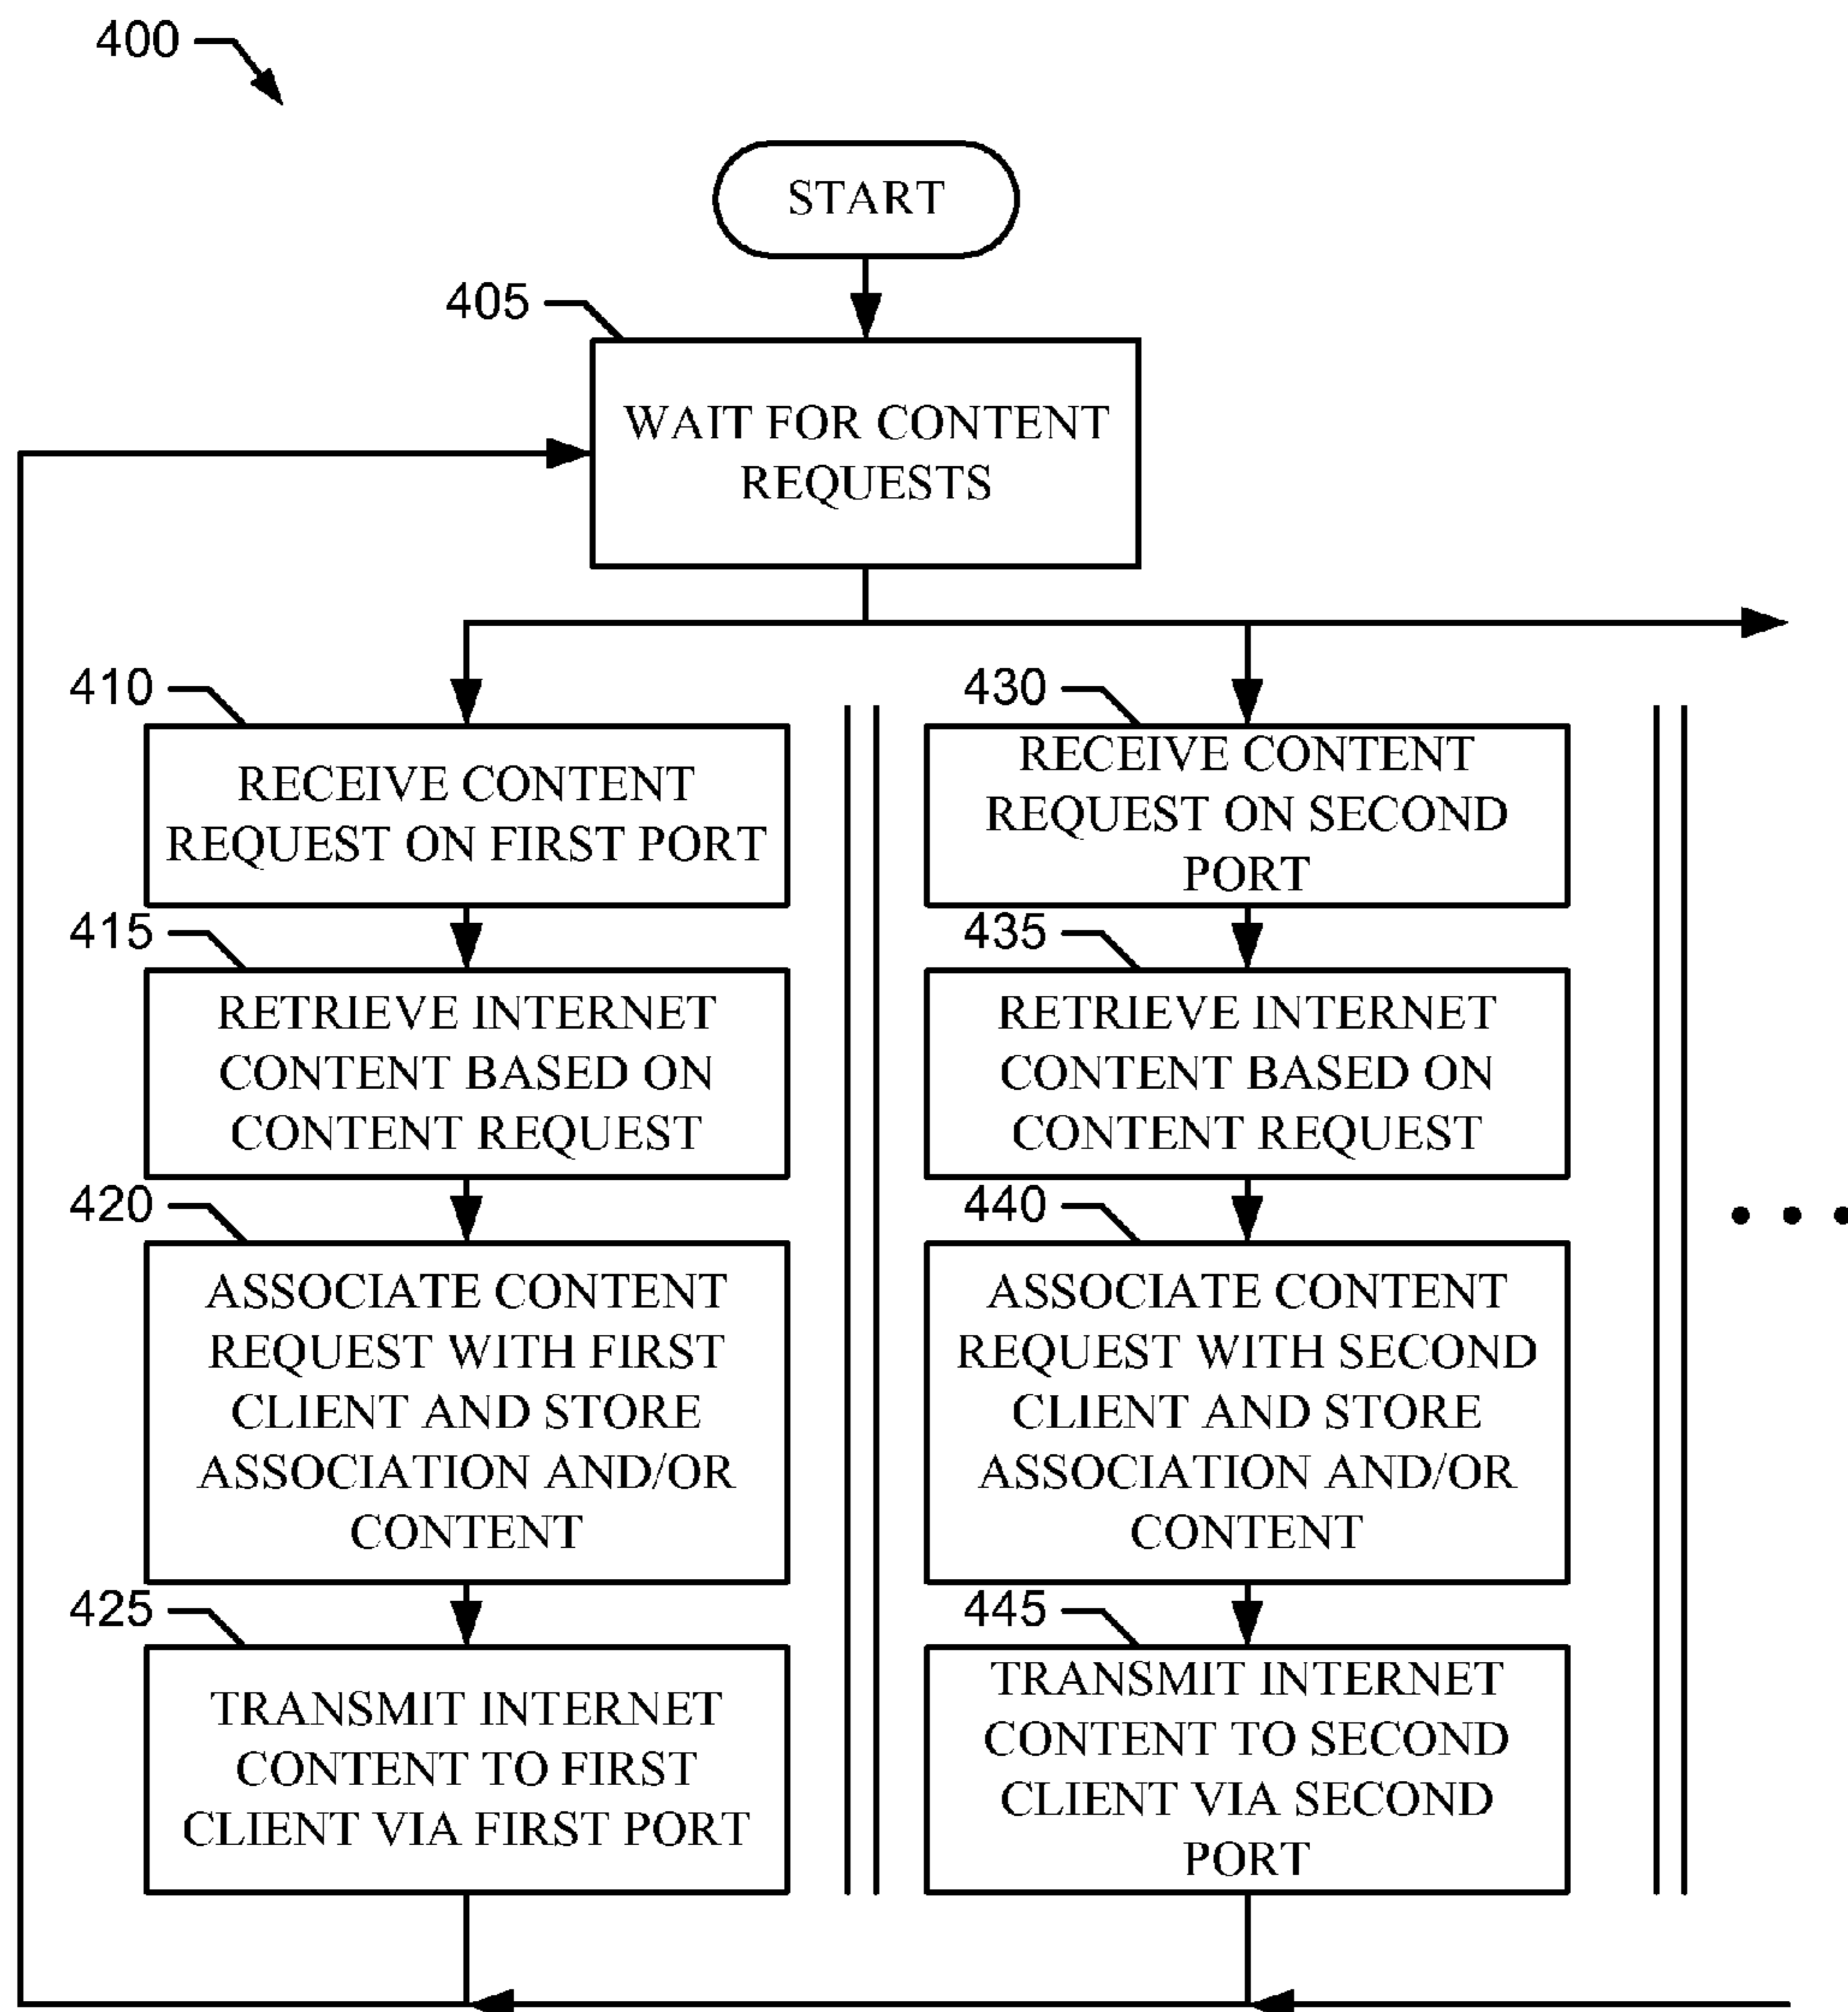 400
START
405
WAIT FOR CONTENT
REQUESTS
410
RECEIVE CONTENT
REQUEST ON FIRST PORT
415
RETRIEVE INTERNET
CONTENT BASED ON
CONTENT REQUEST
420
ASSOCIATE CONTENT
REQUEST WITH FIRST
CLIENT AND STORE
ASSOCIATION AND/OR
CONTENT
425
TRANSMIT INTERNET
CONTENT TO FIRST
CLIENT VIA FIRST PORT
430
RECEIVE CONTENT
REQUEST ON SECOND
PORT
435
RETRIEVE INTERNET
CONTENT BASED ON
CONTENT REQUEST
440
ASSOCIATE CONTENT
REQUEST WITH SECOND
CLIENT AND STORE
ASSOCIATION AND/OR
CONTENT
445
TRANSMIT INTERNET
CONTENT TO SECOND
CLIENT VIA SECOND
PORT
• • •